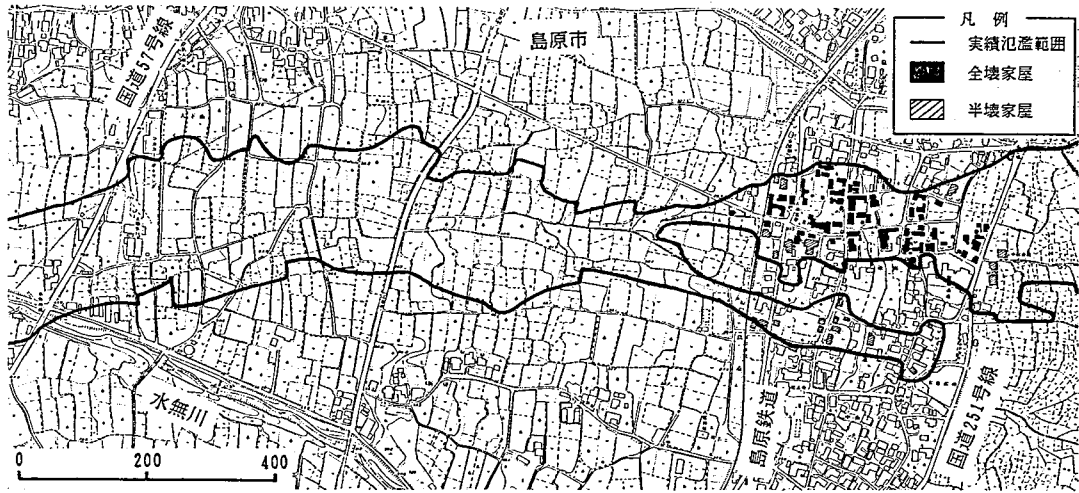 凡 例
実績氾濫範囲
全壊家屋
半壊家屋
島原市
国道57号線
水無川
島原鉄道
国道251号線
0 200 400